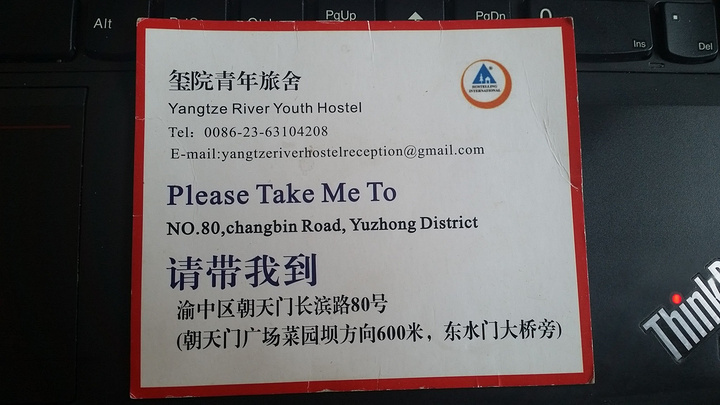 Alt
PgUp
PgDn
0
Ins
.
Del
玺院青年旅舍
HOSTELLING
INTERNATIONAL
Yangtze River Youth Hostel
Tel: 0086-23-63104208
E-mail:yangtzeriverhostelreception@gmail.com
Please Take Me To
NO.80,changbin Road, Yuzhong District
请带我到
渝中区朝天门长滨路80号
(朝天门广场菜园坝方向600米，东水门大桥旁)